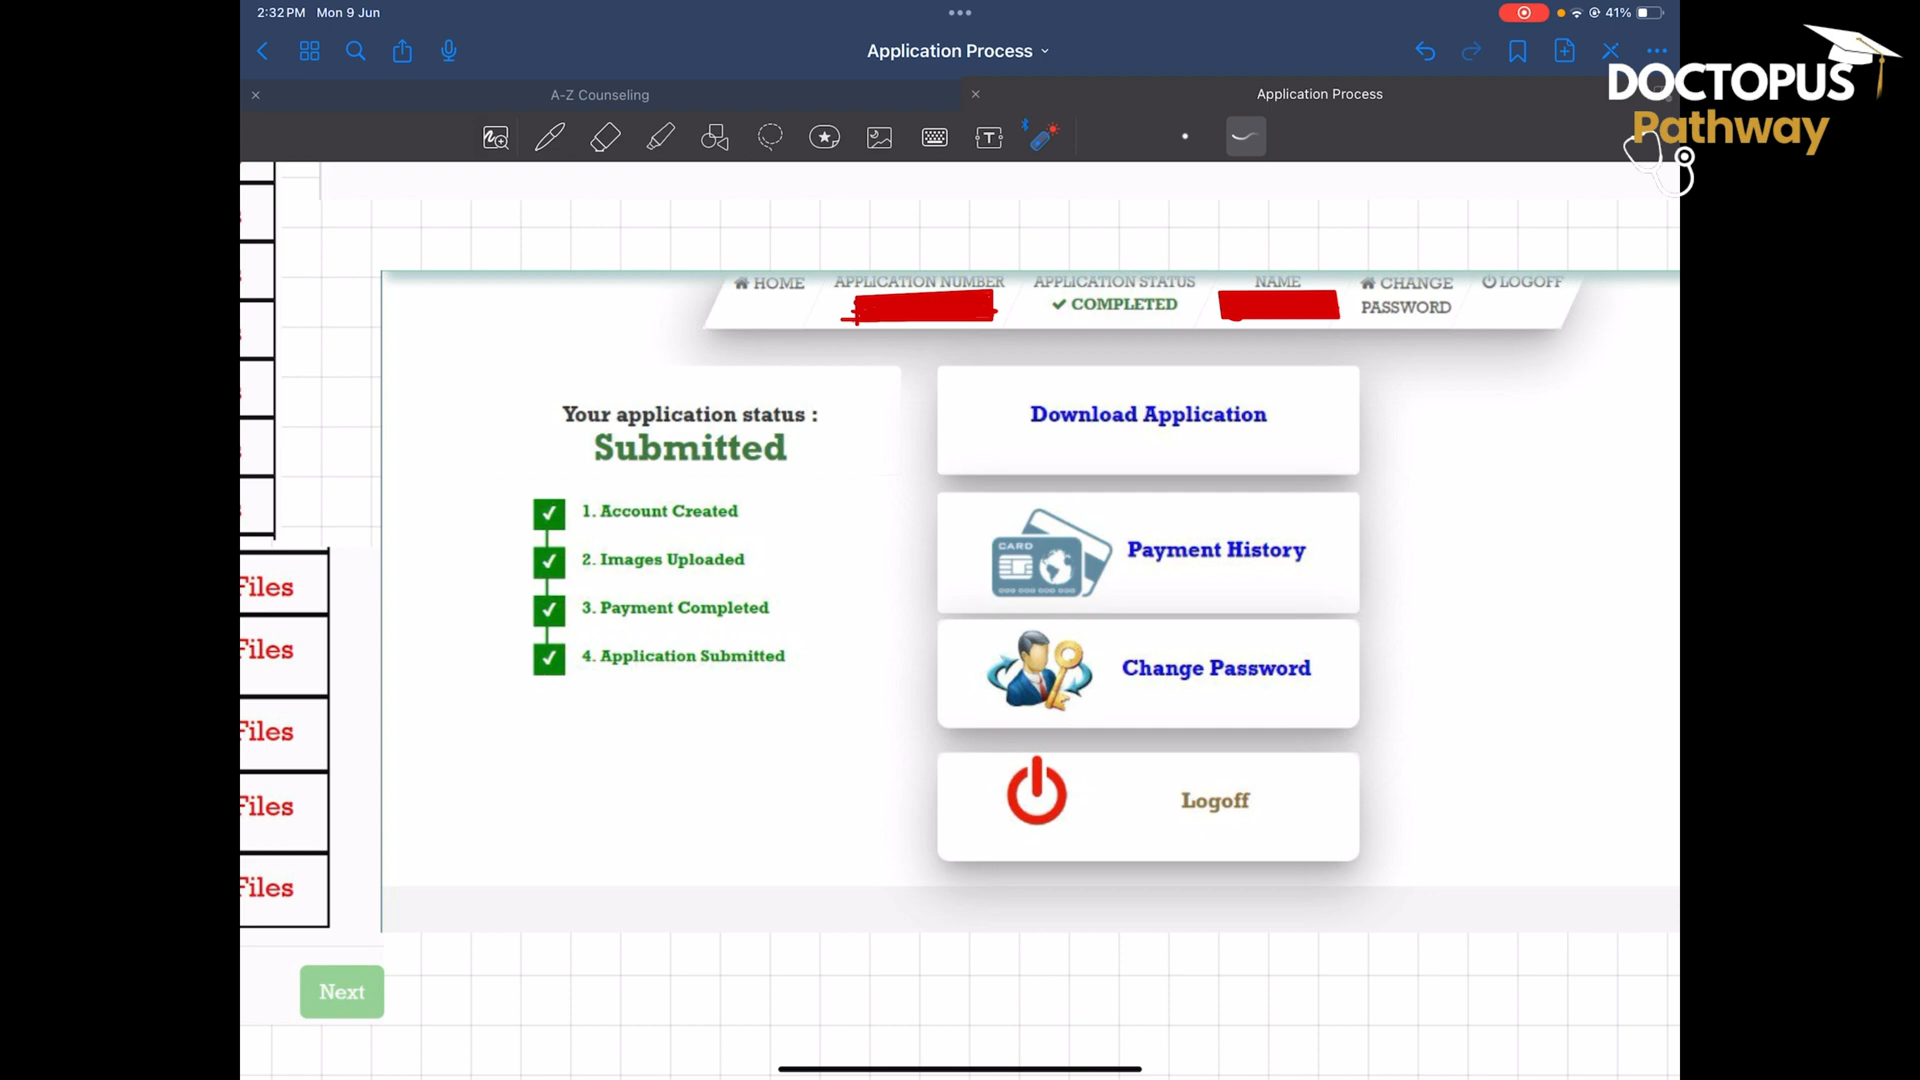 2:32 PM Mon 9 Jun
41%
Application Process
DOCTOPUS
Pathway
A-Z Counseling
Application Process
HOME
APPLICATION NUMBER
APPLICATION STATUS
COMPLETED
NAME
CHANGE
PASSWORD
LOGOFF
Your application status :
Submitted
1. Account Created
2. Images Uploaded
3. Payment Completed
4. Application Submitted
Download Application
CARD
Payment History
Change Password
Logoff
Files
Files
Files
Files
Files
Next